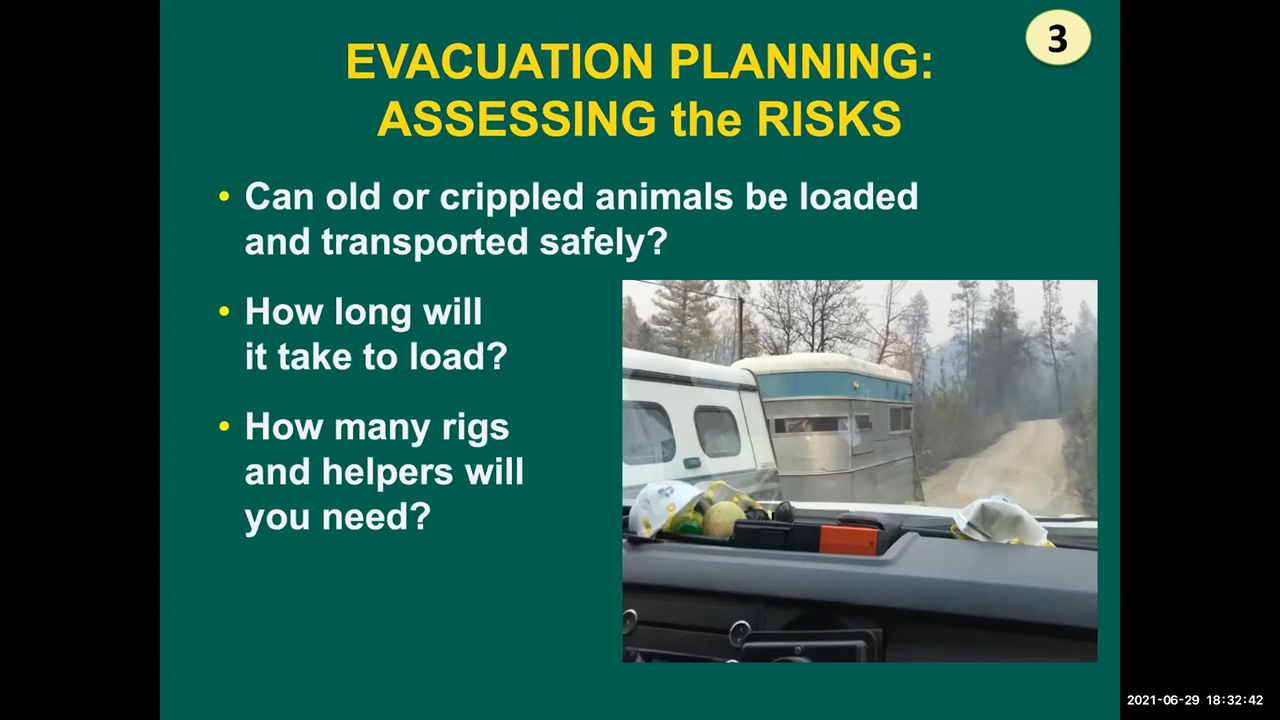 3
EVACUATION PLANNING:
ASSESSING the RISKS
• Can old or crippled animals be loaded
and transported safely?
• How long will
it take to load?
• How many rigs
and helpers will
you need?
2021-06-29 18:32:42